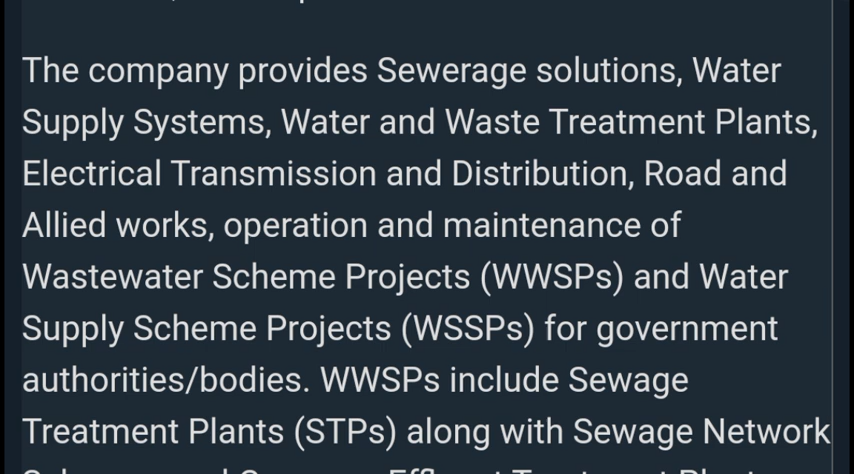 The company provides Sewerage solutions, Water
Supply Systems, Water and Waste Treatment Plants,
Electrical Transmission and Distribution, Road and
Allied works, operation and maintenance of
Wastewater Scheme Projects (WWSPs) and Water
Supply Scheme Projects (WSSPs) for government
authorities/bodies. WWSPs include Sewage
Treatment Plants (STPs) along with Sewage Network